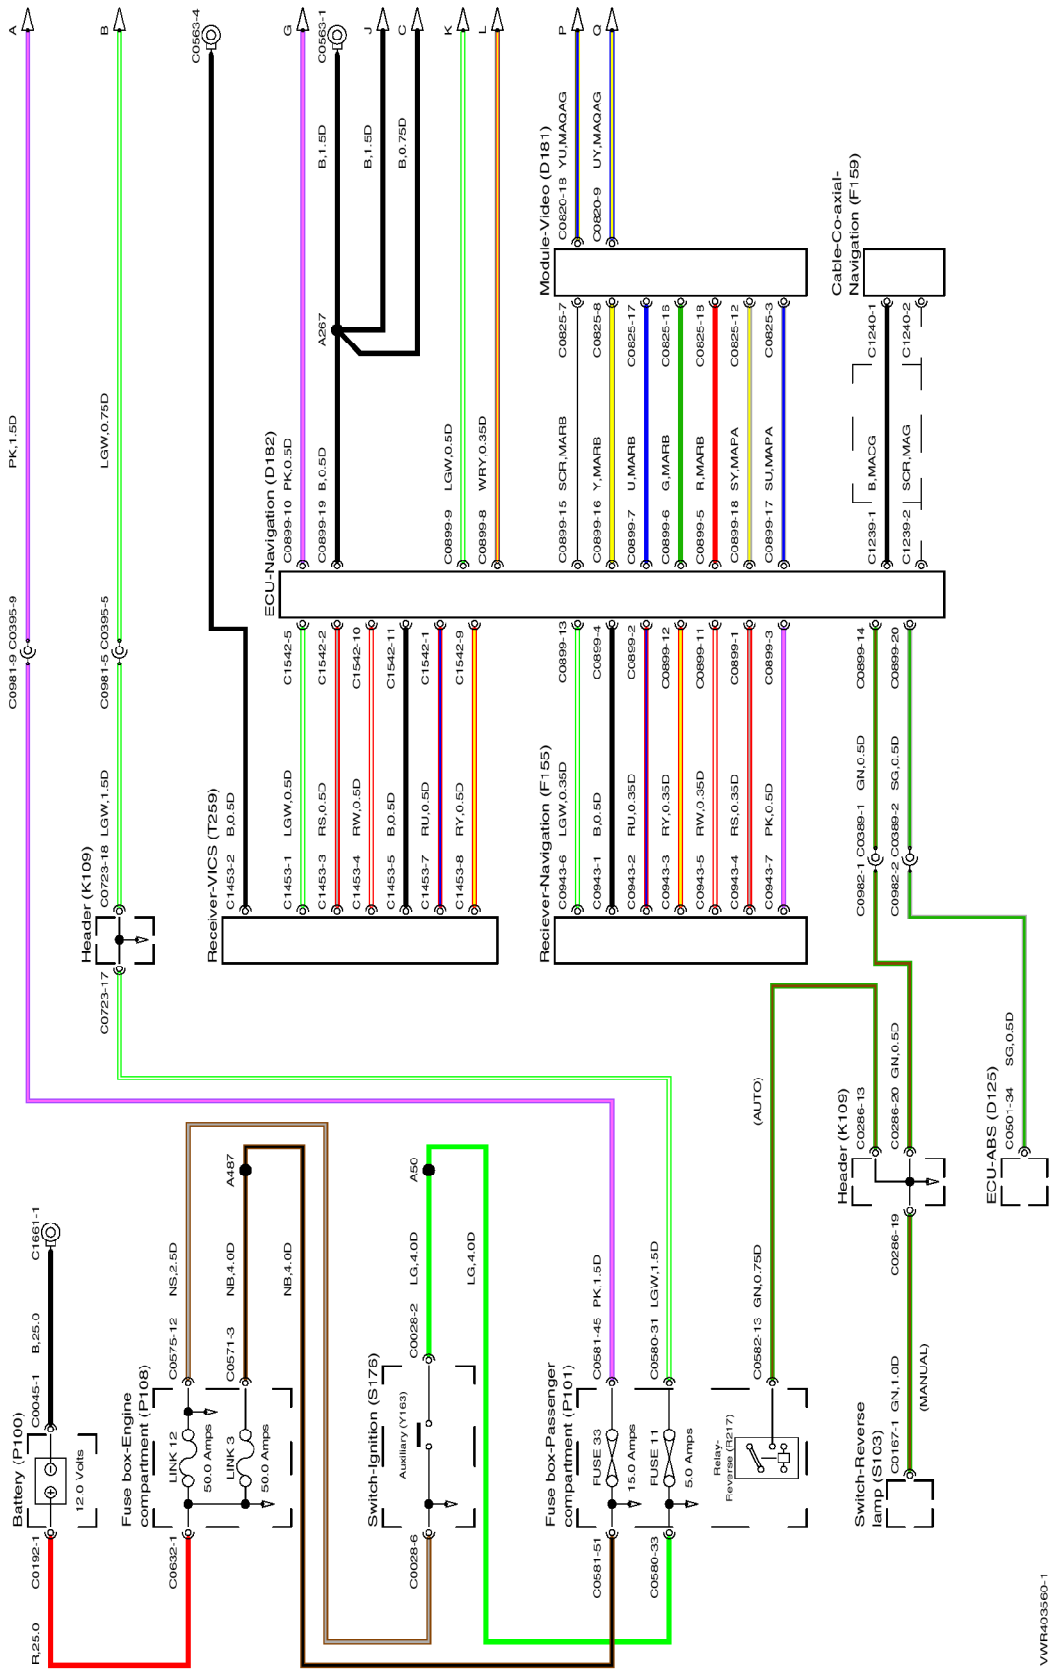 A
B
C0563-4
G
C0563-1
J
C
K
L
P
Q
PK,1.5D
LGW,0.75D
B,1.5D
B,1.5D
B,0.75D
A267
Module-Video (D181)
C0820-18 YU,MAQAG
C0820-9 UY,MAQAG
Cable-Co-axial-
Navigation (F159)
C0825-7
C0825-8
C0825-17
C0825-16
C0825-18
C0825-12
C0825-3
C1240-1
C1240-2
ECU-Navigation (D182)
C0899-10 PK,0.5D
C0899-19 B,0.5D
C0899-9 LGW,0.5D
C0899-8 WRY,0.35D
C0899-15 SCR,MARB
C0899-16 Y,MARB
C0899-7 U,MARB
C0899-6 G,MARB
C0899-5 R,MARB
C0899-18 SY,MAPA
C0899-17 SU,MAPA
C1239-1 B,MACG
C1239-2 SCR,MAG
C0981-9 C0395-9
C0981-5 C0395-5
C1542-5
C1542-2
C1542-10
C1542-11
C1542-1
C1542-9
C0899-13
C0899-4
C0899-2
C0899-12
C0899-11
C0899-1
C0899-3
C0899-14
C0899-20
Header (K109)
C0723-18 LGW,1.5D
C0723-17
Receiver-VICS (T259)
C1453-2 B,0.5D
C1453-1 LGW,0.5D
C1453-3 RS,0.5D
C1453-4 RW,0.5D
C1453-5 B,0.5D
C1453-7 RU,0.5D
C1453-8 RY,0.5D
Reciever-Navigation (F155)
C0943-6 LGW,0.35D
C0943-1 B,0.5D
C0943-2 RU,0.35D
C0943-3 RY,0.35D
C0943-5 RW,0.35D
C0943-4 RS,0.35D
C0943-7 PK,0.5D
C0982-1 C0389-1 GN,0.5D
C0982-2 C0389-2 SG,0.5D
(AUTO)
Header (K109)
C0286-13
C0286-20 GN,0.5D
C0286-19
ECU-ABS (D125)
C0501-34 SG,0.5D
C1661-1
B,25.0
A487
NS,2.5D
NB,4.0D
NB,4.0D
A50
LG,4.0D
LG,4.0D
PK,1.5D
LGW,1.5D
Battery (P100)
C0045-1
12.0 Volts
C0192-1
R,25.0
Fuse box-Engine
compartment (P108)
C0575-12
C0571-3
LINK 12
50.0 Amps
LINK 3
50.0 Amps
C0632-1
Switch-Ignition (S176)
C0028-2
Auxiliary (Y163)
C0028-6
Fuse box-Passenger
compartment (P101)
C0581-45
C0580-31
FUSE 33
15.0 Amps
FUSE 11
5.0 Amps
Relay-
Reverse (R217)
C0582-13 GN,0.75D
C0581-51
C0580-33
Switch-Reverse
lamp (S103)
C0167-1 GN,1.0D
(MANUAL)
VWR403560-1